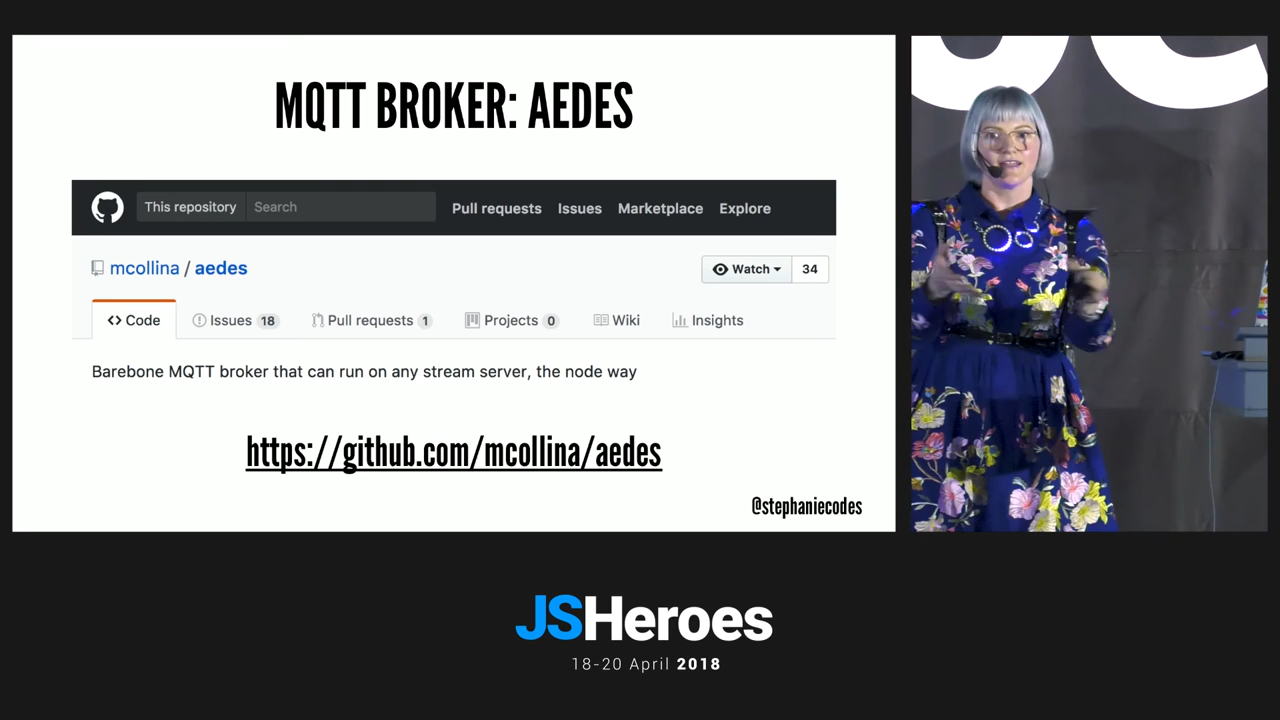 MQTT BROKER: AEDES
This repository Search Pull requests Issues Marketplace Explore
mcollina / aedes Watch 34
Code Issues 18 Pull requests 1 Projects 0 Wiki Insights
Barebone MQTT broker that can run on any stream server, the node way
https://github.com/mcollina/aedes
@stephaniecodes
JSHeroes
18-20 April 2018